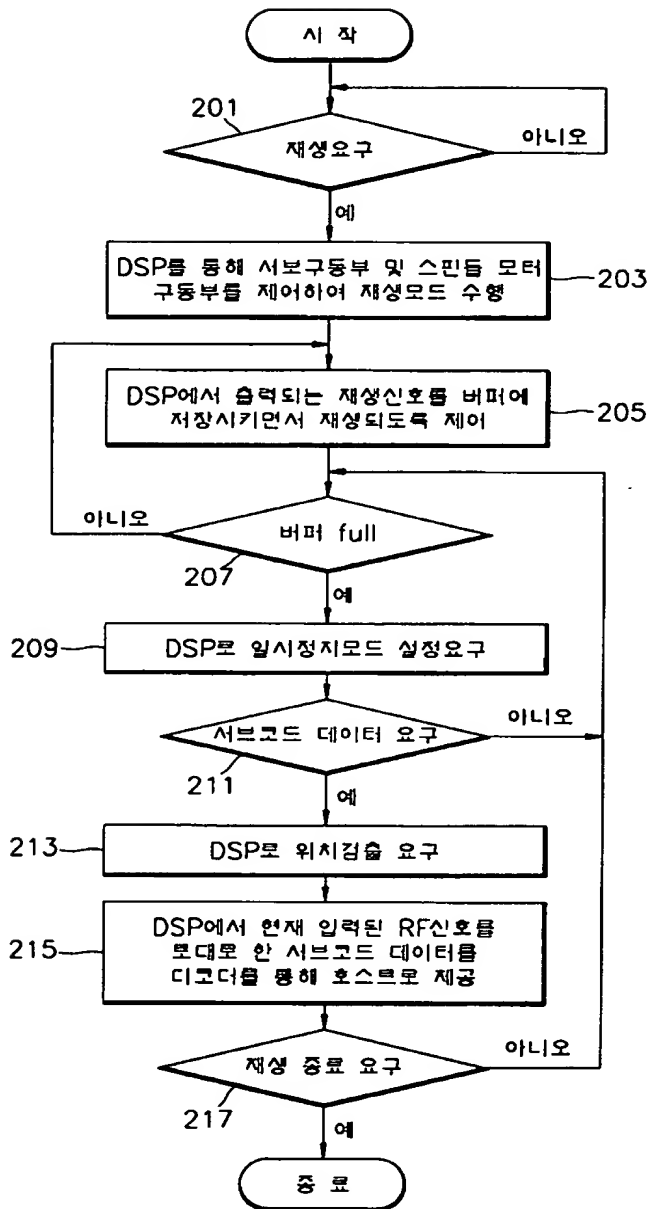 시 작
201
재생요구
아니오
예
DSP를 통해 서보구동부 및 스핀들 모터
구동부를 제어하여 재생모드 수행
203
DSP에서 출력되는 재생신호를 버퍼에
저장시키면서 재생되도록 제어
205
아니오
버퍼 full
207
예
209
DSP로 일시정지모드 설정요구
서브코드 데이터 요구
아니오
211
예
213
DSP로 위치검출 요구
215
DSP에서 현재 입력된 RF신호를
토대로 한 서브코드 데이터를
디코더를 통해 호스트로 제공
재생 종료 요구
아니오
217
예
종 료